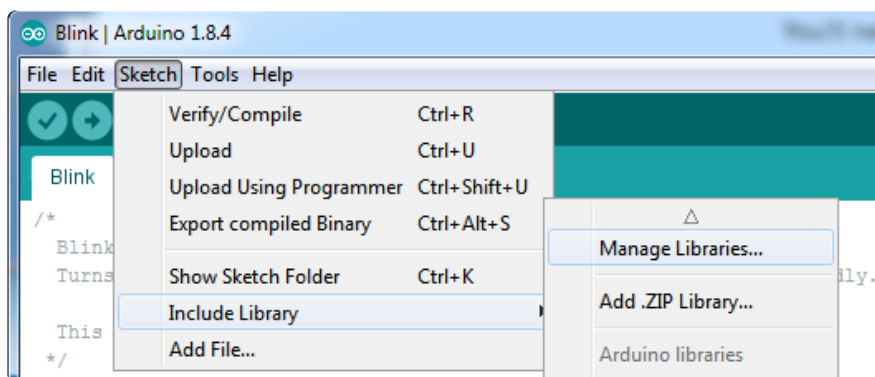 Blink | Arduino 1.8.4
File Edit Sketch Tools Help
Verify/Compile Ctrl+R
Upload Ctrl+U
Upload Using Programmer Ctrl+Shift+U
Export compiled Binary Ctrl+Alt+S
Show Sketch Folder Ctrl+K
Include Library
Add File...
Manage Libraries...
Add .ZIP Library...
Arduino libraries
Blink
/*
Blink
Turns
This
*/